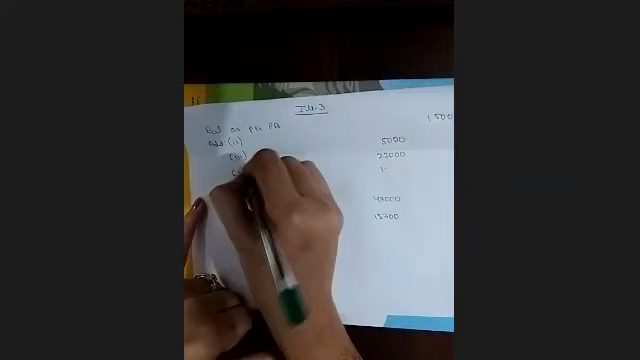 Ill-3
Bal as per PB 1500
Add (ii) 5000
(iii) 22000
48000
15700